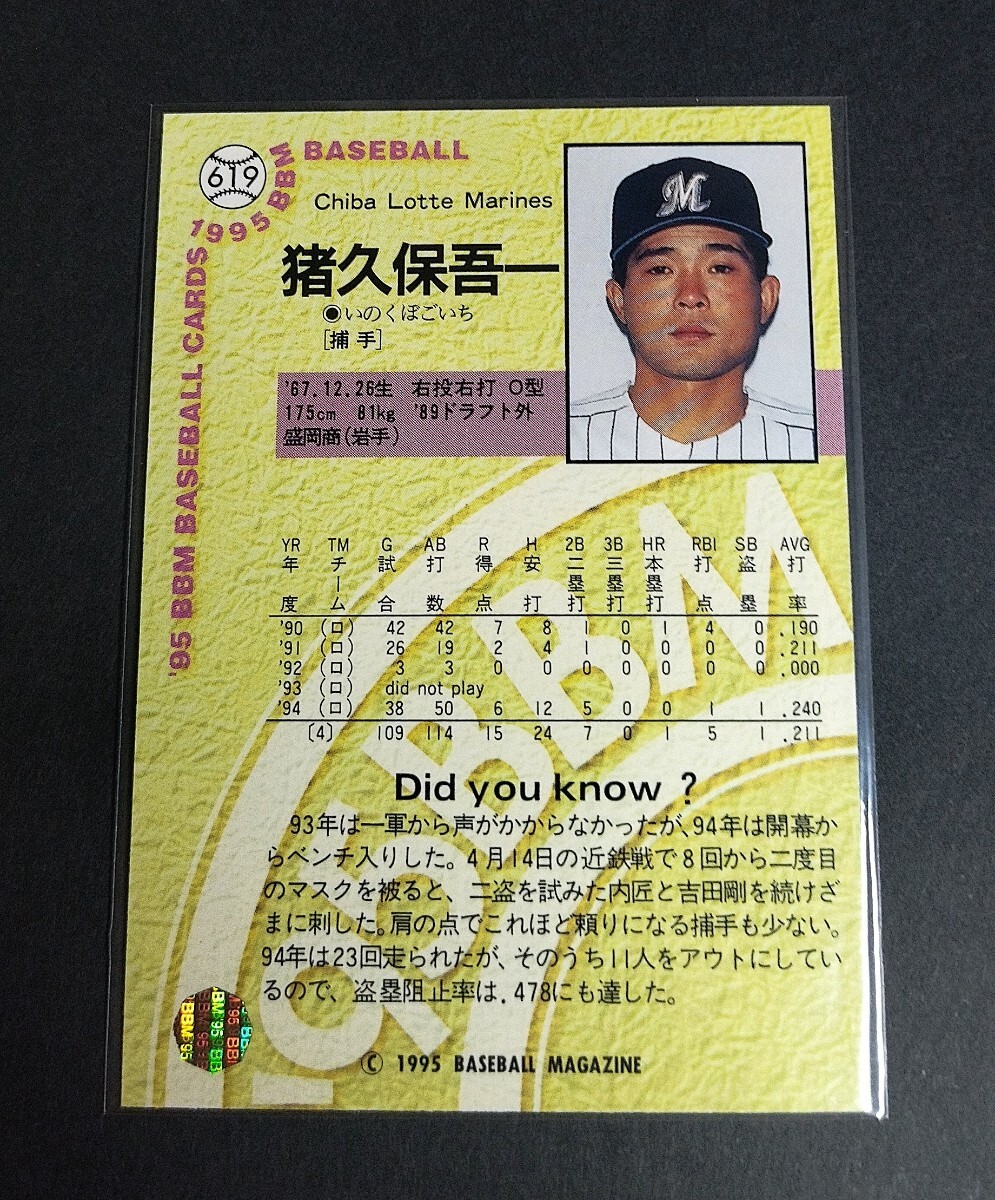 619
'95 BBM BASEBALL CARDS 1995 BBM BASEBALL
M
Chiba Lotte Marines
猪久保吾一
◉いのくぼごいち
[捕手]
'67.12.26生 右投右打 O型
175cm 81kg '89ドラフト外
盛岡商(岩手)
YR TM G AB R H 2B 3B HR RBI SB AVG
年度 チーム 試合 打数 得点 安打 二塁打 三塁打 本塁打 打点 盗塁 打率
'90 (ロ) 42 42 7 8 1 0 1 4 0 .190
'91 (ロ) 26 19 2 4 1 0 0 0 0 .211
'92 (ロ) 3 3 0 0 0 0 0 0 0 .000
'93 (ロ) did not play
'94 (ロ) 38 50 6 12 5 0 0 1 1 .240
〔4〕 109 114 15 24 7 0 1 5 1 .211
Did you know ?
93年は一軍から声がかからなかったが、94年は開幕か
らベンチ入りした。4月14日の近鉄戦で8回から二度目
のマスクを被ると、二盗を試みた内匠と吉田剛を続けざ
まに刺した。肩の点でこれほど頼りになる捕手も少ない。
94年は23回走られたが、そのうち11人をアウトにしてい
るので、盗塁阻止率は.478にも達した。
© 1995 BASEBALL MAGAZINE